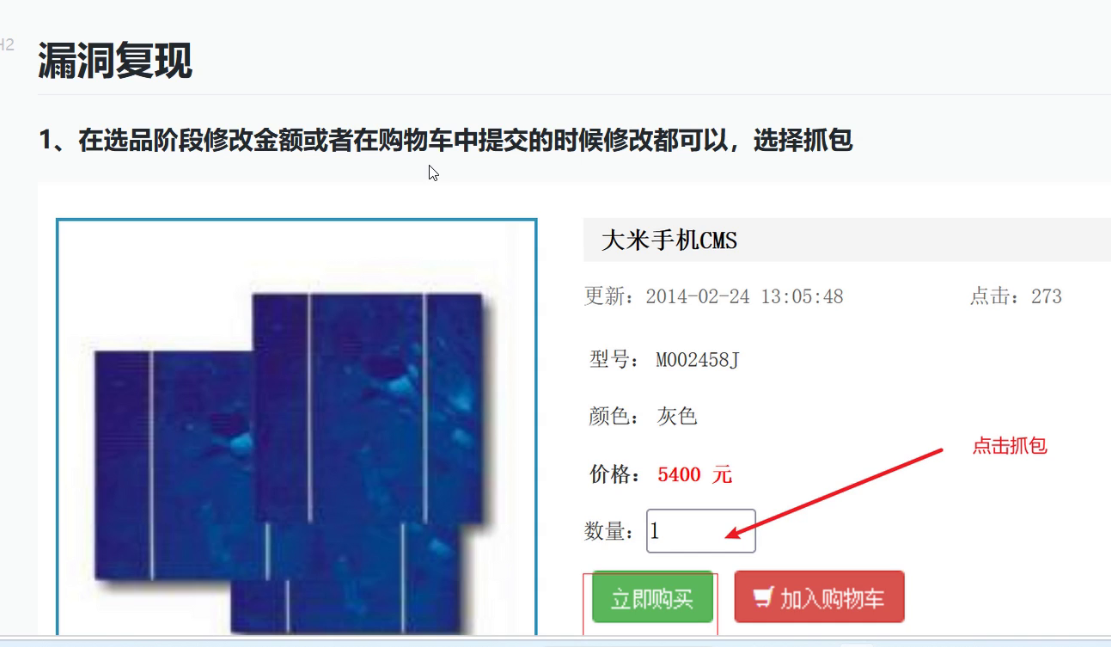 H2
漏洞复现
1、在选品阶段修改金额或者在购物车中提交的时候修改都可以，选择抓包
大米手机CMS
更新：2014-02-24 13:05:48 点击：273
型号： M002458J
颜色： 灰色
点击抓包
价格： 5400 元
数量： 1
立即购买 加入购物车